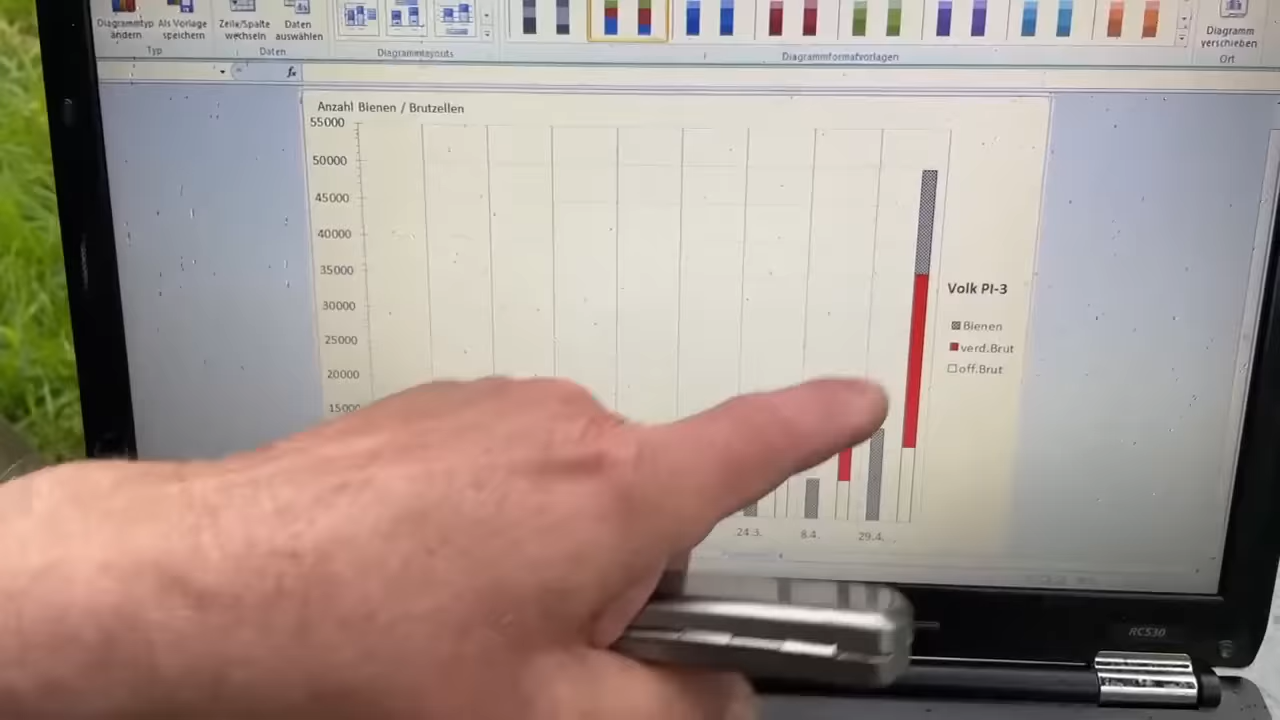 Diagrammtyp ändern
Als Vorlage speichern
Zeile/Spalte wechseln
Daten auswählen
Diagramm verschieben
Typ
Daten
Diagrammlayouts
Diagrammformatvorlagen
Ort
fx
Anzahl Bienen / Brutzellen
55000
50000
45000
40000
35000
30000
25000
20000
15000
Volk PI-3
Bienen
verd.Brut
off.Brut
24.3.
8.4.
29.4.
RC530